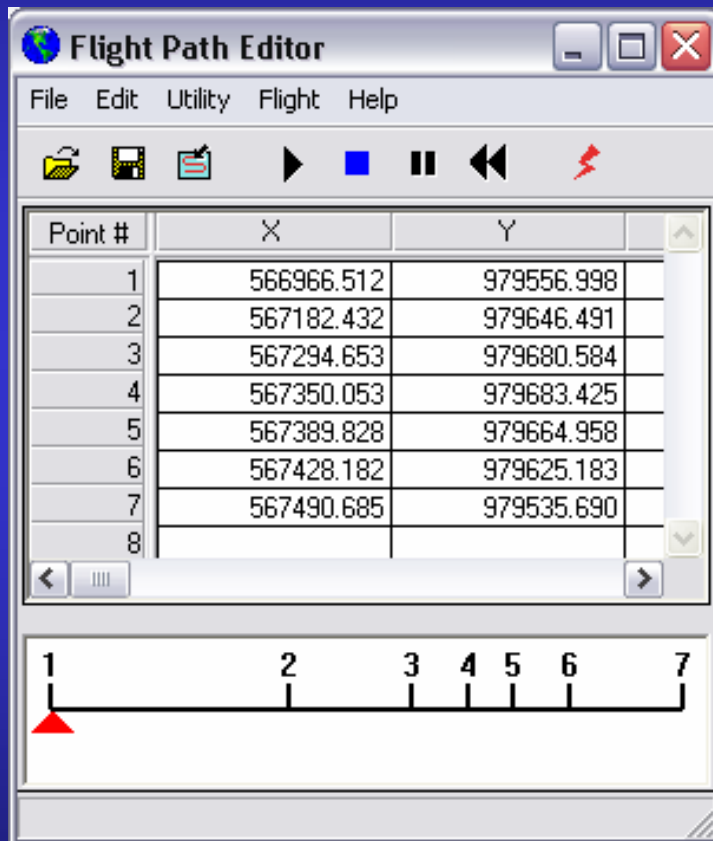 Flight Path Editor
File Edit Utility Flight Help
Point # X Y
1 566966.512 979556.998
2 567182.432 979646.491
3 567294.653 979680.584
4 567350.053 979683.425
5 567389.828 979664.958
6 567428.182 979625.183
7 567490.685 979535.690
8
1 2 3 4 5 6 7